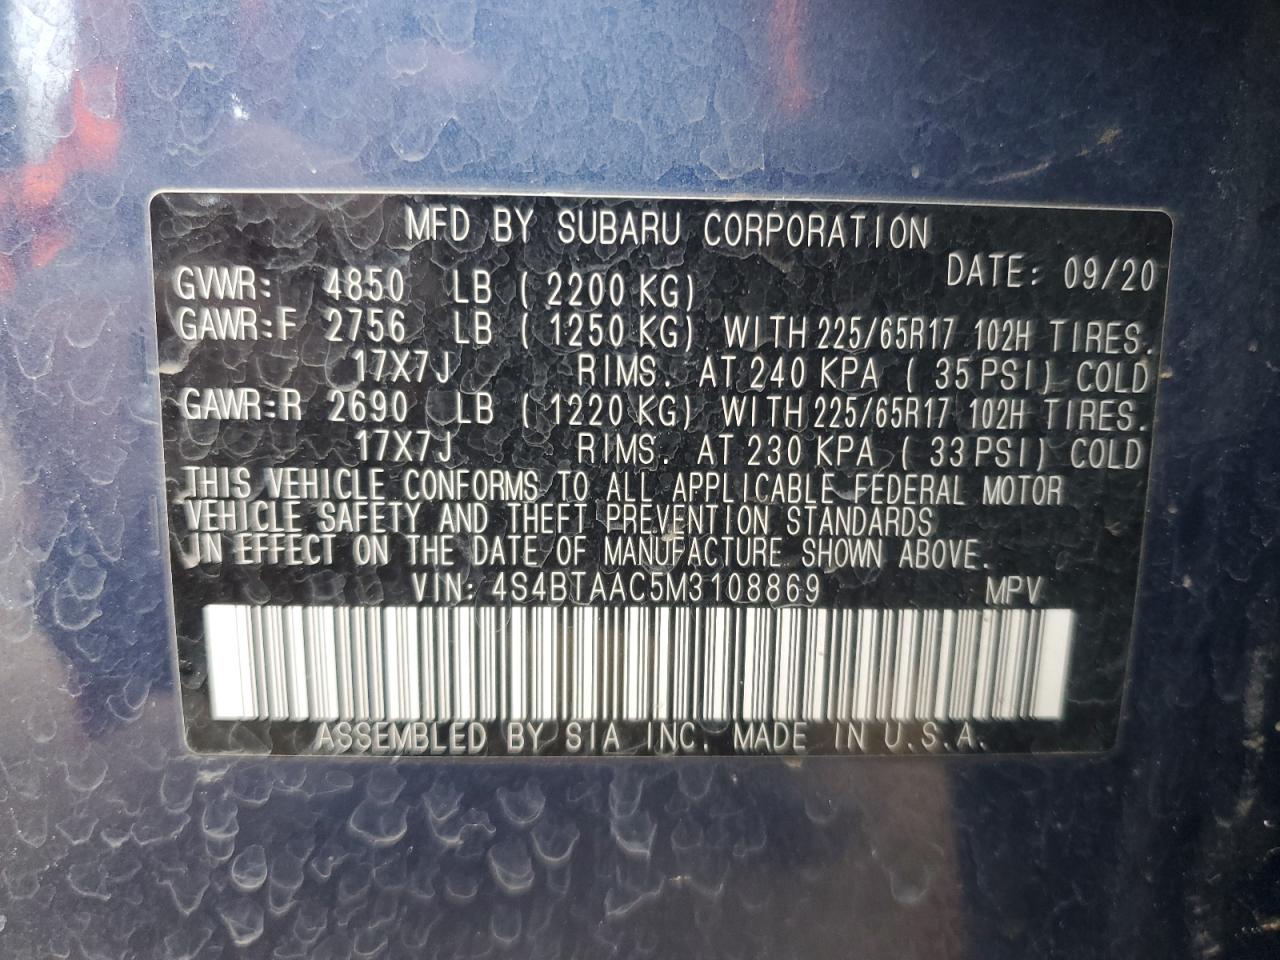 MFD BY SUBARU CORPORATION
DATE: 09/20
GVWR: 4850 LB ( 2200 KG)
GAWR:F 2756 LB ( 1250 KG) WITH 225/65R17 102H TIRES.
17X7J RIMS. AT 240 KPA ( 35 PSI) COLD
GAWR:R 2690 LB ( 1220 KG) WITH 225/65R17 102H TIRES.
17X7J RIMS. AT 230 KPA ( 33 PSI) COLD
THIS VEHICLE CONFORMS TO ALL APPLICABLE FEDERAL MOTOR
VEHICLE SAFETY AND THEFT PREVENTION STANDARDS
IN EFFECT ON THE DATE OF MANUFACTURE SHOWN ABOVE.
VIN: 4S4BTAAC5M3108869 MPV
ASSEMBLED BY SIA INC. MADE IN U.S.A.